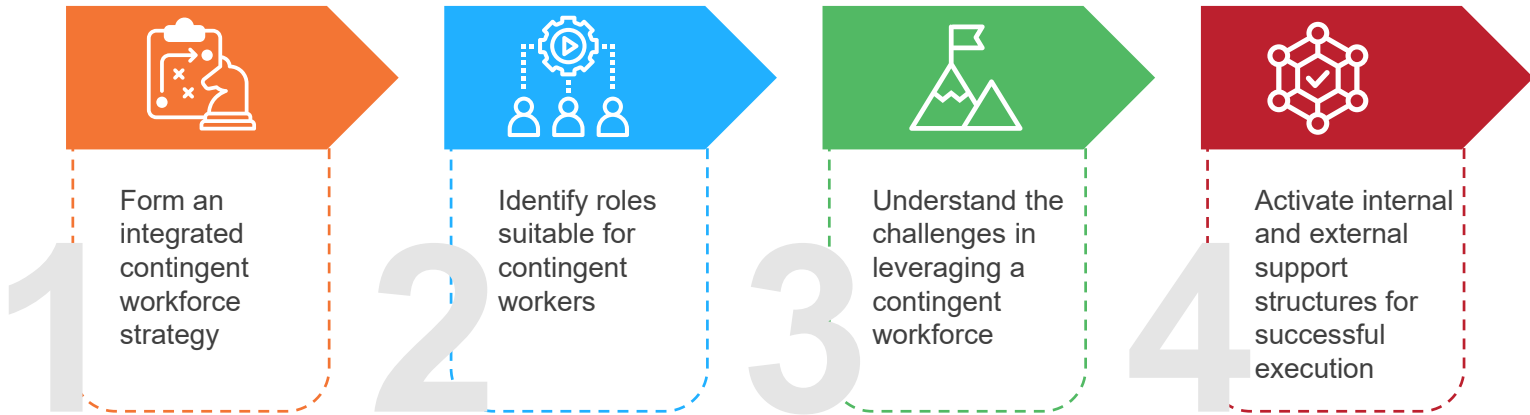 1
Form an
integrated
contingent
workforce
strategy
2
Identify roles
suitable for
contingent
workers
3
Understand the
challenges in
leveraging a
contingent
workforce
4
Activate internal
and external
support
structures for
successful
execution